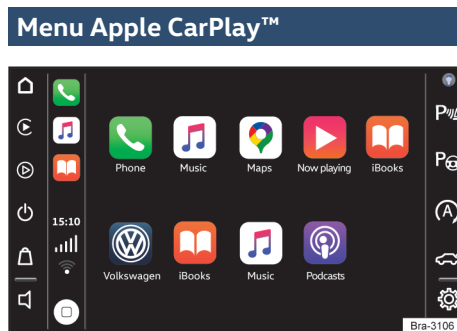 Menu Apple CarPlay™
P
Phone
Music
Maps
Now playing
iBooks
P
15:10
A
Volkswagen
iBooks
Music
Podcasts
Bra-3106